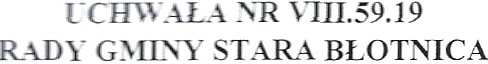 UCHWAŁA NR VIII.59.19
RADY GMINY STARA BŁOTNICA